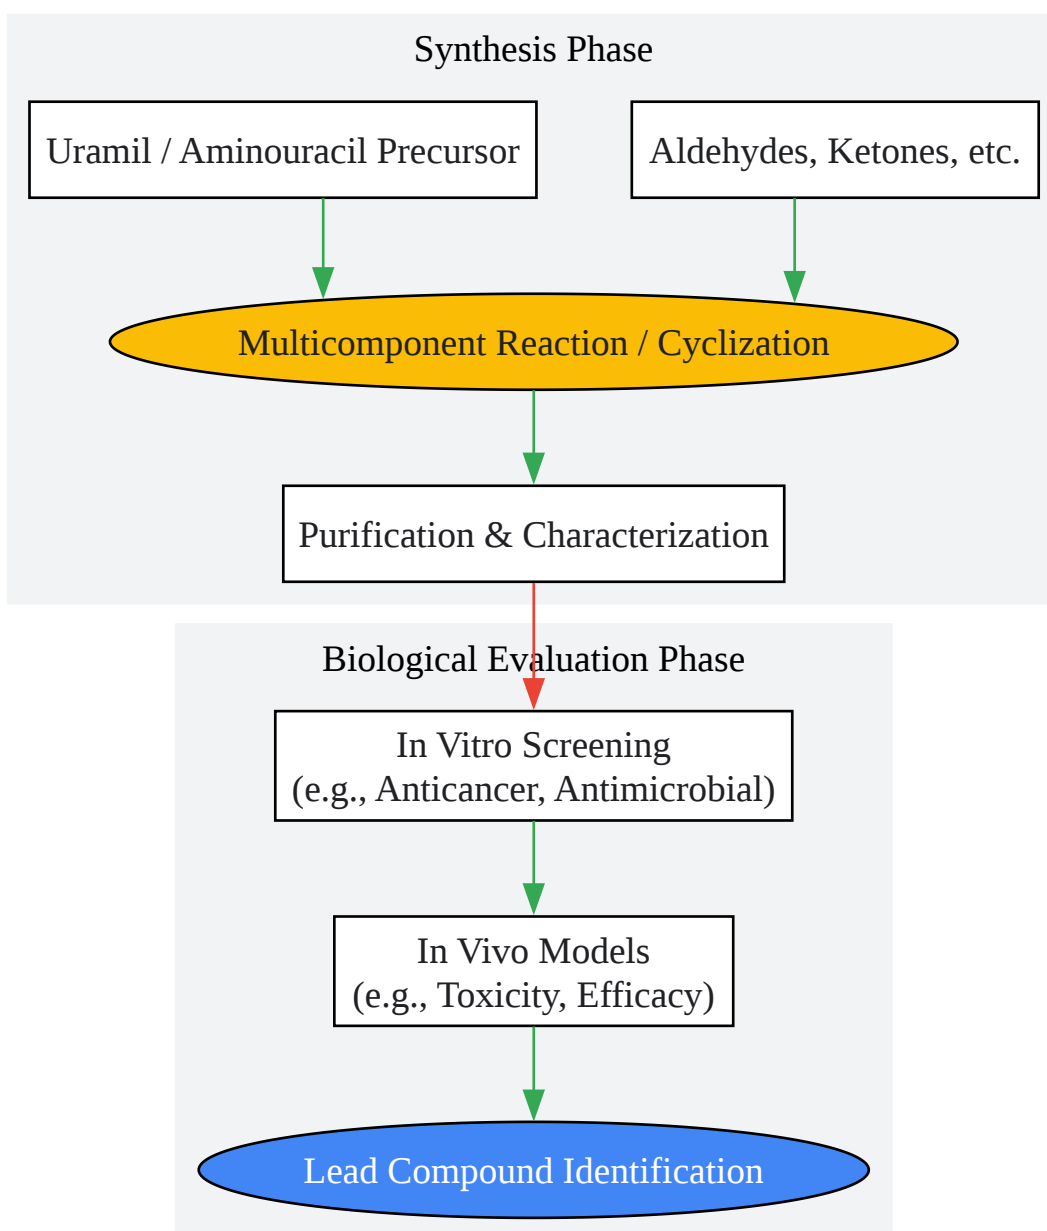 Synthesis Phase
Uramil / Aminouracil Precursor
Aldehydes, Ketones, etc.
Multicomponent Reaction / Cyclization
Purification & Characterization
Biological Evaluation Phase
In Vitro Screening
(e.g., Anticancer, Antimicrobial)
In Vivo Models
(e.g., Toxicity, Efficacy)
Lead Compound Identification